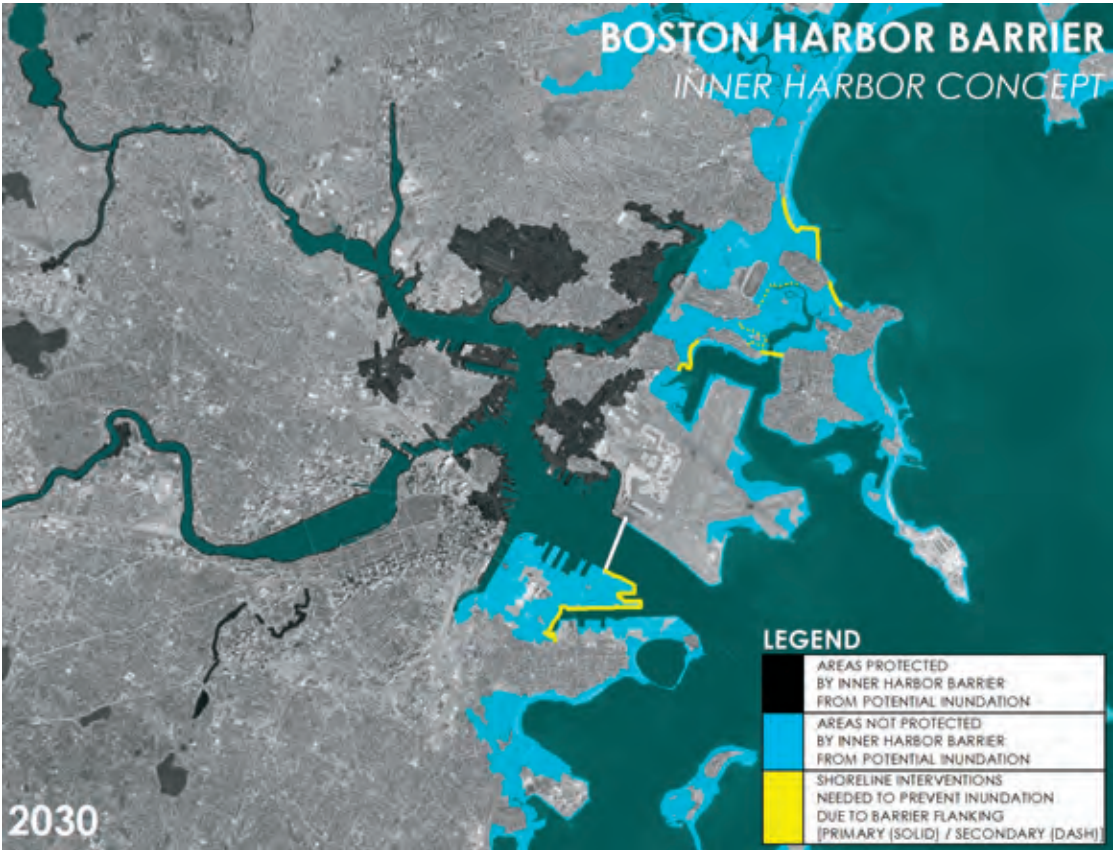 BOSTON HARBOR BARRIER
INNER HARBOR CONCEPT
LEGEND
AREAS PROTECTED
BY INNER HARBOR BARRIER
FROM POTENTIAL INUNDATION
AREAS NOT PROTECTED
BY INNER HARBOR BARRIER
FROM POTENTIAL INUNDATION
SHORELINE INTERVENTIONS
NEEDED TO PREVENT INUNDATION
DUE TO BARRIER FLANKING
[PRIMARY (SOLID) / SECONDARY (DASH)]
2030